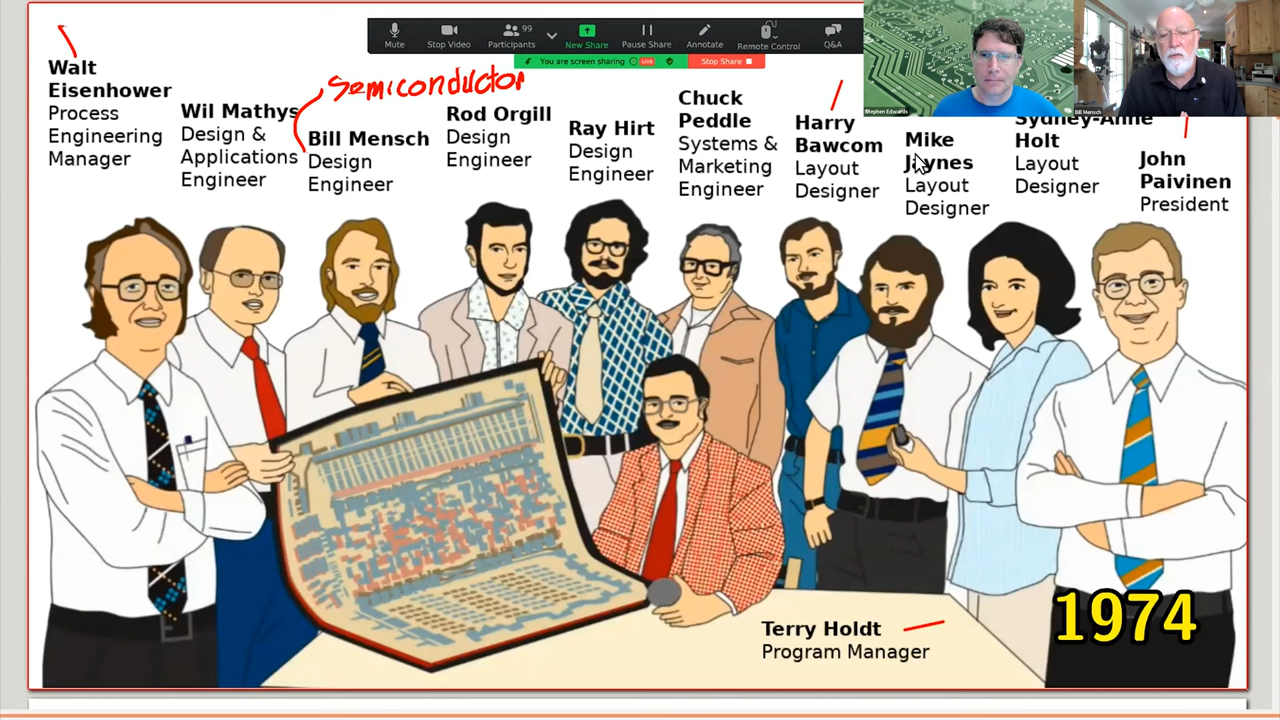 Mute
Stop Video
Participants
99
New Share
Pause Share
Annotate
Remote Control
Q&A
You are screen sharing
LIVE
Stop Share
Stephen Edwards
Bill Mensch
Walt
Eisenhower
Process
Engineering
Manager
Wil Mathys
Design &
Applications
Engineer
Semiconductor
Bill Mensch
Design
Engineer
Rod Orgill
Design
Engineer
Ray Hirt
Design
Engineer
Chuck
Peddle
Systems &
Marketing
Engineer
Harry
Bawcom
Layout
Designer
Mike
Jaynes
Layout
Designer
Sydney-Anne
Holt
Layout
Designer
John
Paivinen
President
Terry Holdt
Program Manager
1974